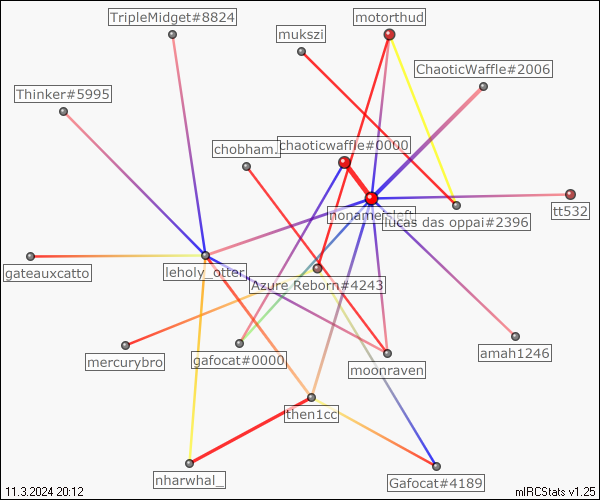 TripleMidget#8824
motorthud
mukszi
ChaoticWaffle#2006
Thinker#5995
chobham.
chaoticwaffle#0000
nonamersleft
tt532
lucas das oppai#2396
gateauxcatto
leholy_otter
Azure Reborn#4243
mercurybro
gafocat#0000
moonraven
amah1246
then1cc
nharwhal_
Gafocat#4189
11.3.2024 20:12
mIRCStats v1.25